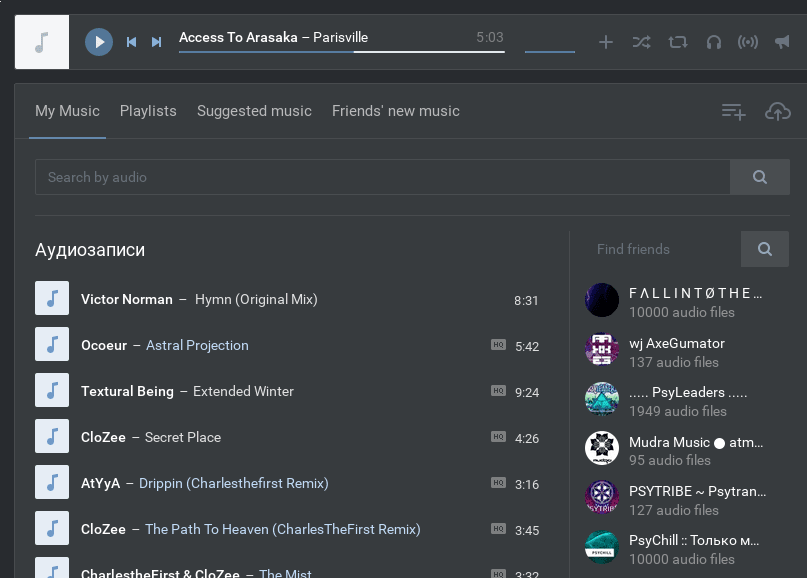 Access To Arasaka – Parisville 5:03
My Music Playlists Suggested music Friends' new music
Search by audio
Аудиозаписи
Find friends
Victor Norman – Hymn (Original Mix) 8:31
Ocoeur – Astral Projection HQ 5:42
Textural Being – Extended Winter HQ 9:24
CloZee – Secret Place HQ 4:26
AtYyA – Drippin (Charlesthefirst Remix) HQ 3:16
CloZee – The Path To Heaven (CharlesTheFirst Remix) HQ 3:45
CharlestheFirst & CloZee – The Mist HQ 3:32
F Λ L L I N T Ø T H E ...
10000 audio files
wj AxeGumator
137 audio files
..... PsyLeaders .....
1949 audio files
Mudra Music ● atm...
95 audio files
PSYTRIBE ~ Psytran...
127 audio files
PSYCHILL
PsyChill :: Только м...
10000 audio files